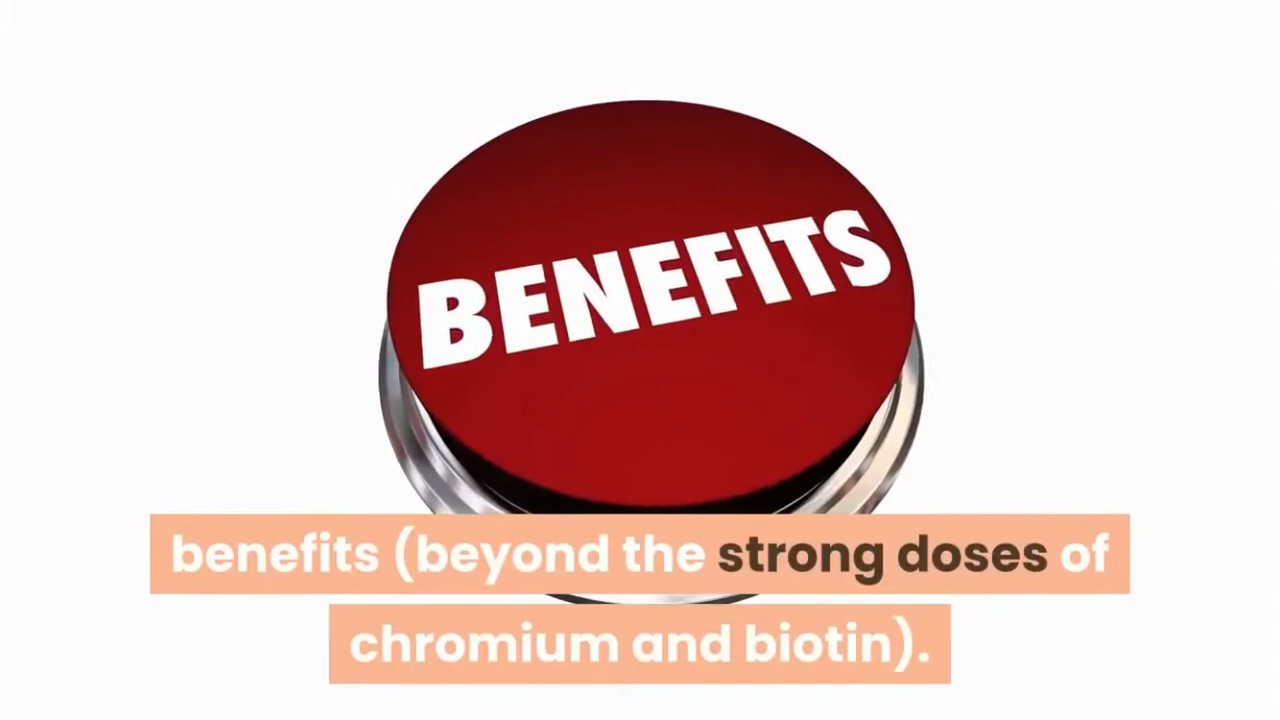 BENEFITS
benefits (beyond the strong doses of
chromium and biotin).